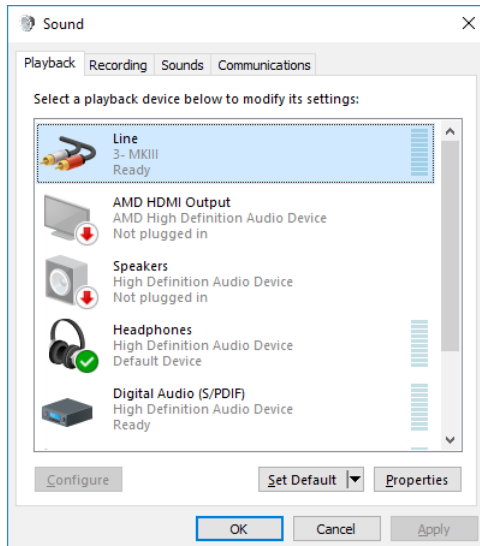 Sound
Playback Recording Sounds Communications
Select a playback device below to modify its settings:
Line
3- MKIII
Ready
AMD HDMI Output
AMD High Definition Audio Device
Not plugged in
Speakers
High Definition Audio Device
Not plugged in
Headphones
High Definition Audio Device
Default Device
Digital Audio (S/PDIF)
High Definition Audio Device
Ready
Configure Set Default Properties
OK Cancel Apply